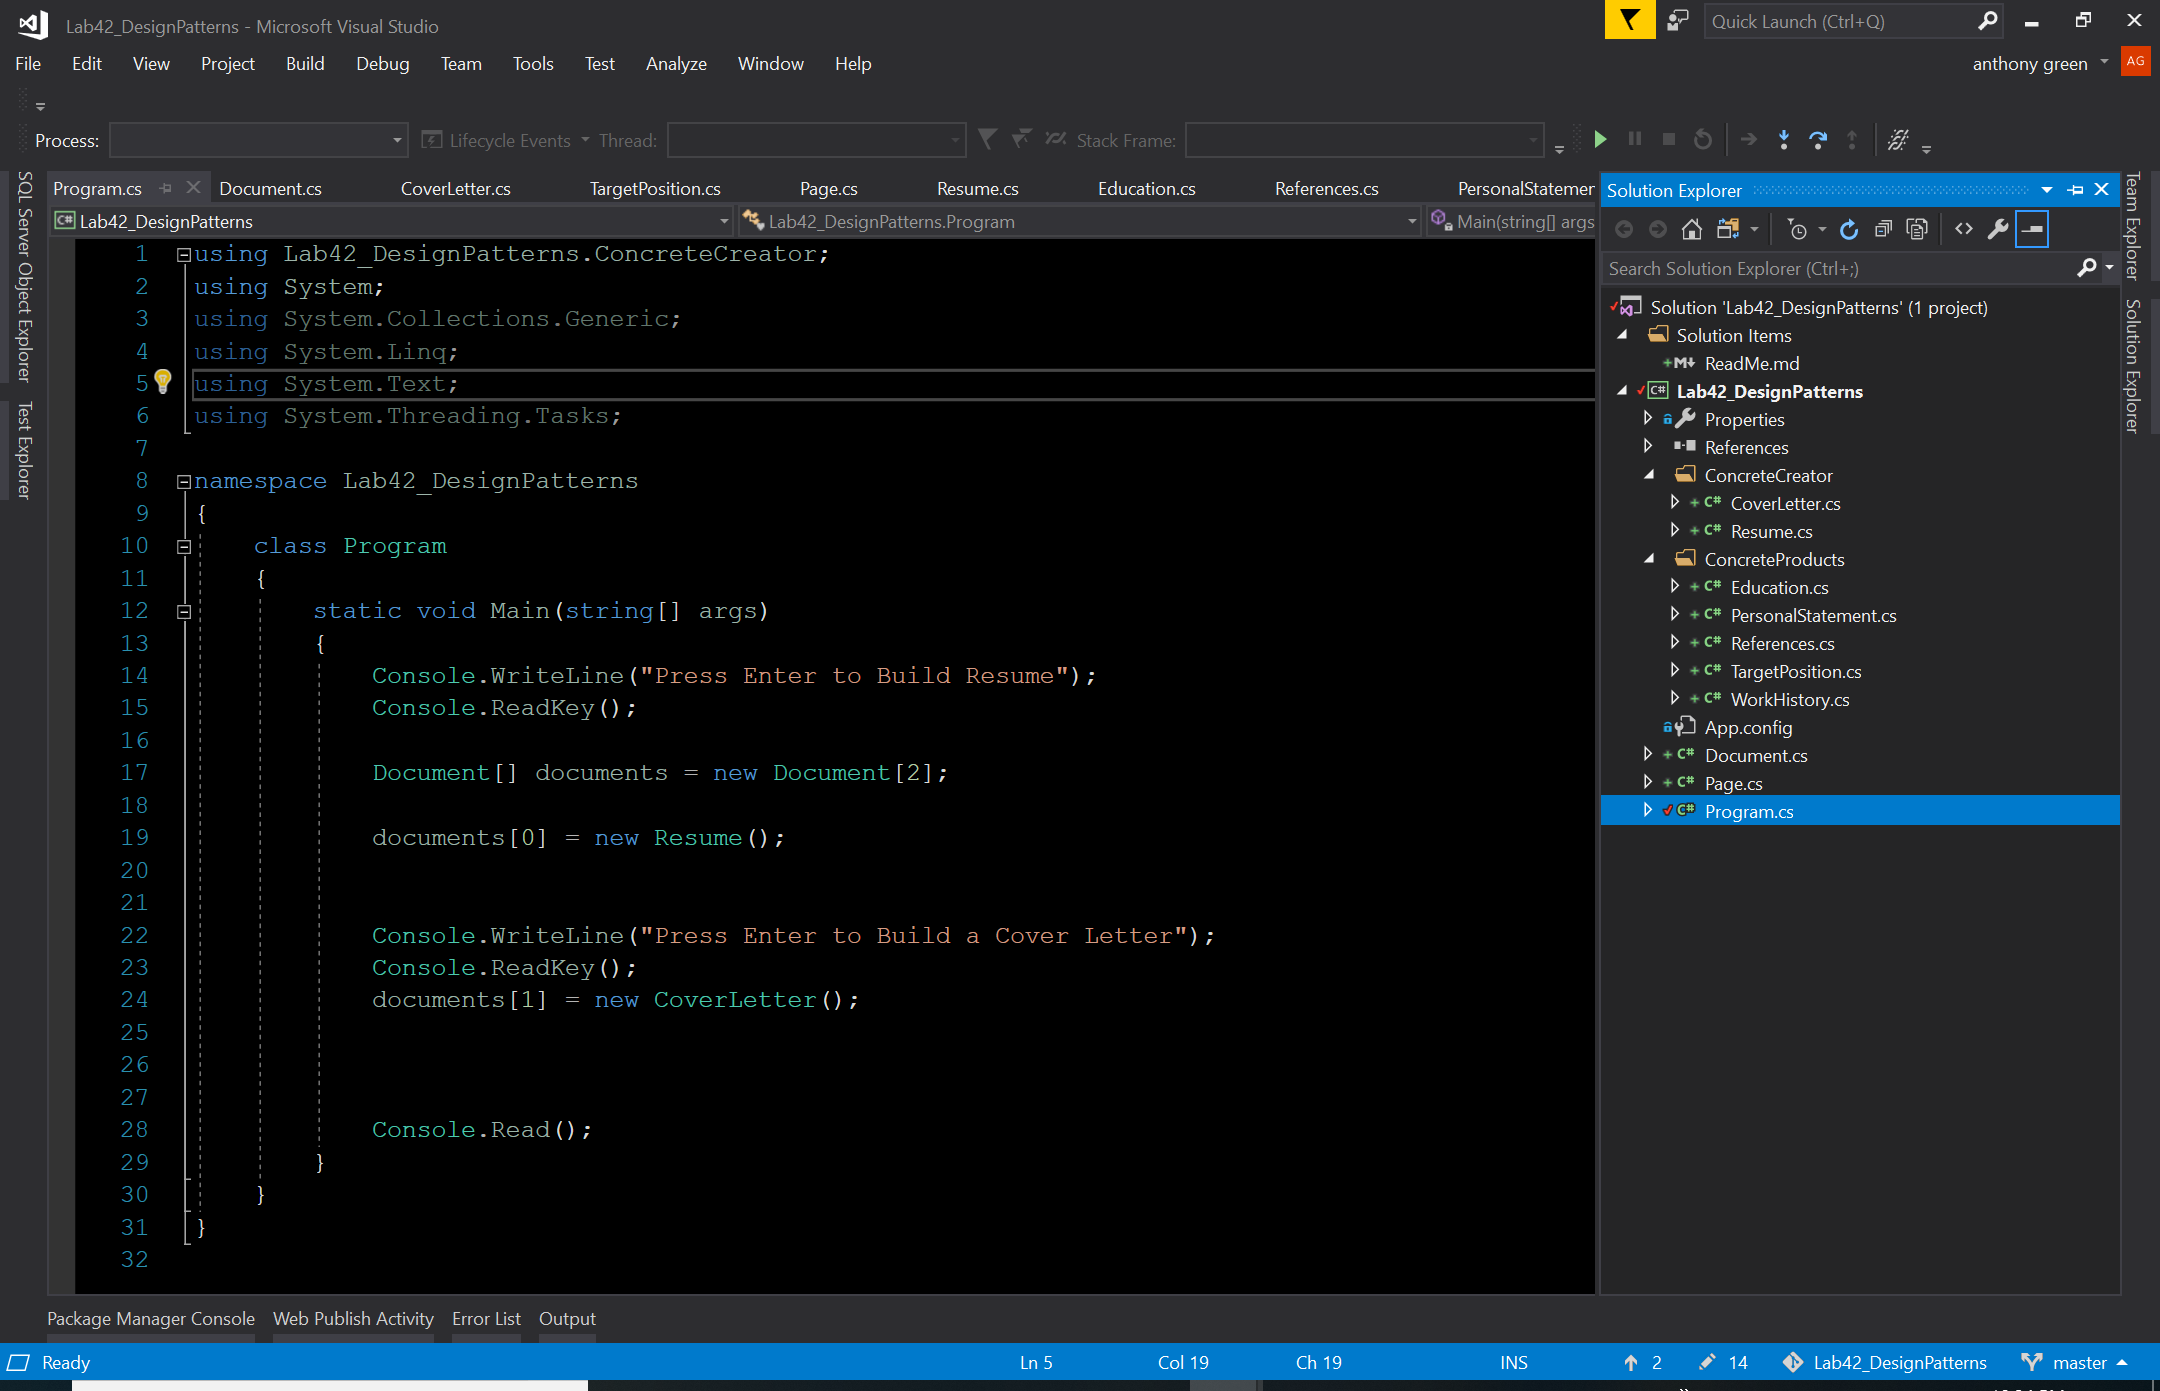 Lab42_DesignPatterns - Microsoft Visual Studio
Quick Launch (Ctrl+Q)
File Edit View Project Build Debug Team Tools Test Analyze Window Help
anthony green AG
Process: Lifecycle Events Thread: Stack Frame:
SQL Server Object Explorer
Test Explorer
Program.cs Document.cs CoverLetter.cs TargetPosition.cs Page.cs Resume.cs Education.cs References.cs PersonalStatemen
C# Lab42_DesignPatterns Lab42_DesignPatterns.Program Main(string[] args
1 using Lab42_DesignPatterns.ConcreteCreator;
2 using System;
3 using System.Collections.Generic;
4 using System.Linq;
5 using System.Text;
6 using System.Threading.Tasks;
7
8 namespace Lab42_DesignPatterns
9 {
10 class Program
11 {
12 static void Main(string[] args)
13 {
14 Console.WriteLine("Press Enter to Build Resume");
15 Console.ReadKey();
16
17 Document[] documents = new Document[2];
18
19 documents[0] = new Resume();
20
21
22 Console.WriteLine("Press Enter to Build a Cover Letter");
23 Console.ReadKey();
24 documents[1] = new CoverLetter();
25
26
27
28 Console.Read();
29 }
30 }
31 }
32
Solution Explorer
Search Solution Explorer (Ctrl+;)
Solution 'Lab42_DesignPatterns' (1 project)
Solution Items
M ReadMe.md
C# Lab42_DesignPatterns
Properties
References
ConcreteCreator
C# CoverLetter.cs
C# Resume.cs
ConcreteProducts
C# Education.cs
C# PersonalStatement.cs
C# References.cs
C# TargetPosition.cs
C# WorkHistory.cs
App.config
C# Document.cs
C# Page.cs
C# Program.cs
Team Explorer
Solution Explorer
Package Manager Console Web Publish Activity Error List Output
Ready Ln 5 Col 19 Ch 19 INS 2 14 Lab42_DesignPatterns master